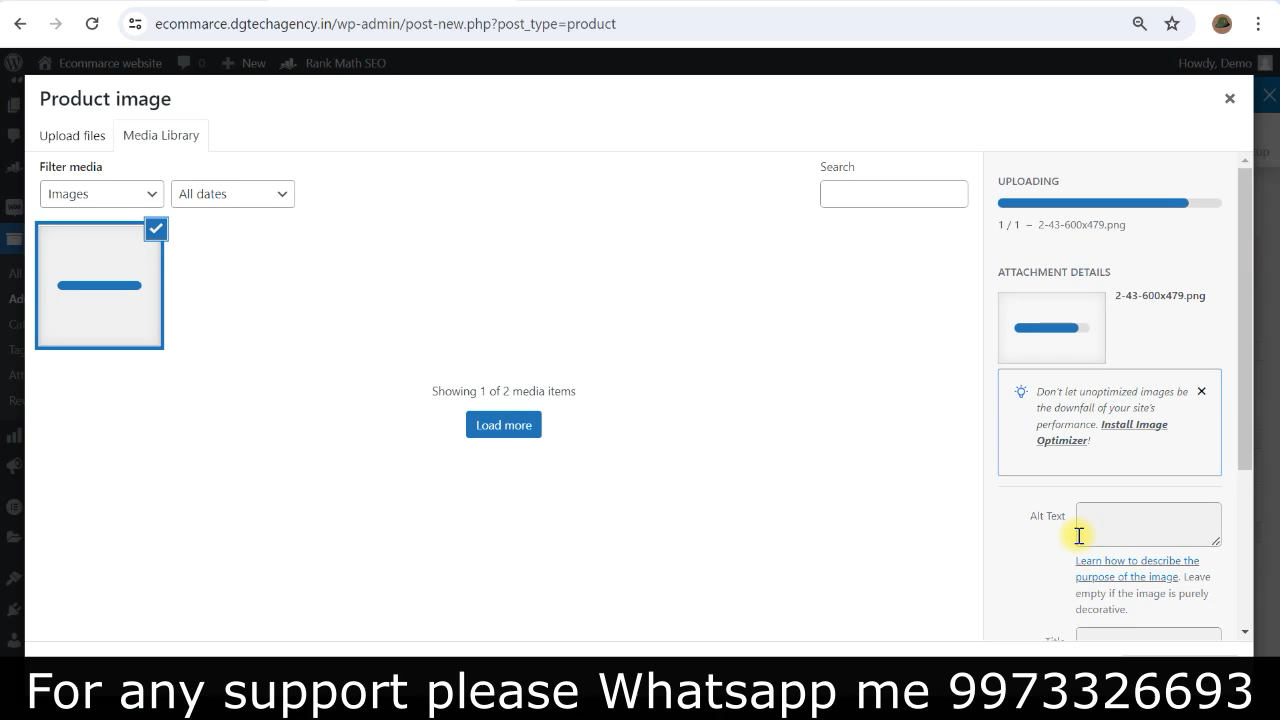 ecommerce.dgtechagency.in/wp-admin/post-new.php?post_type=product
Ecommerce website 0 New Rank Math SEO Howdy, Demo
Product image
Upload files Media Library
Filter media
Images All dates
Search
Showing 1 of 2 media items
Load more
UPLOADING
1 / 1 – 2-43-600x479.png
ATTACHMENT DETAILS
2-43-600x479.png
Don't let unoptimized images be
the downfall of your site's
performance. Install Image
Optimizer!
Alt Text
Learn how to describe the
purpose of the image. Leave
empty if the image is purely
decorative.
Title
For any support please Whatsapp me 9973326693